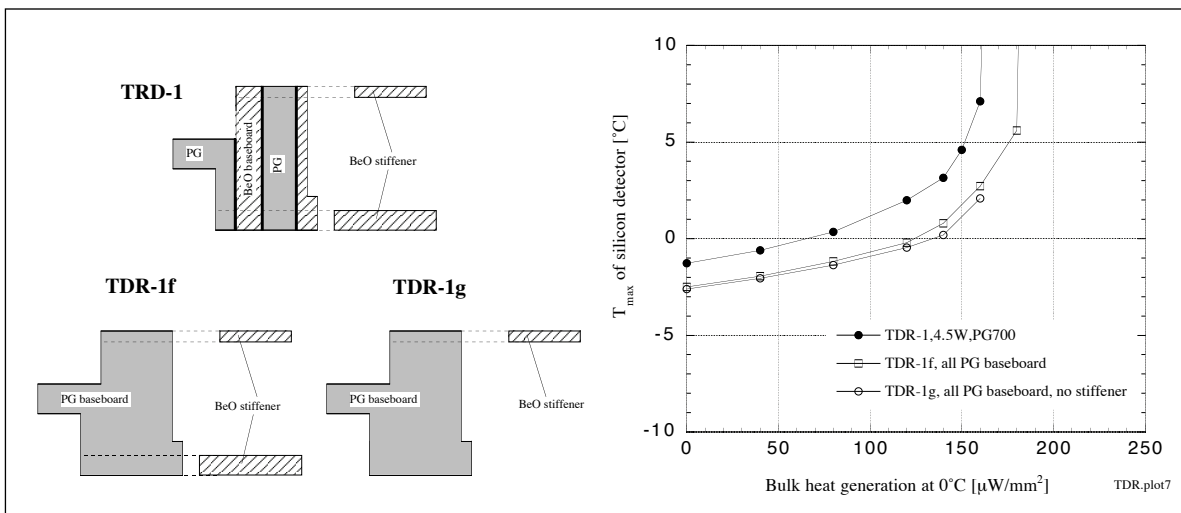 TRD-1
PG
BeO baseboard
PG
BeO stiffener
TDR-1f
TDR-1g
PG baseboard
BeO stiffener
PG baseboard
BeO stiffener
10
5
0
-5
-10
0
50
100
150
200
250
Tmax of silicon detector [˚C]
TDR-1,4.5W,PG700
TDR-1f, all PG baseboard
TDR-1g, all PG baseboard, no stiffener
Bulk heat generation at 0˚C [µW/mm²]
TDR.plot7